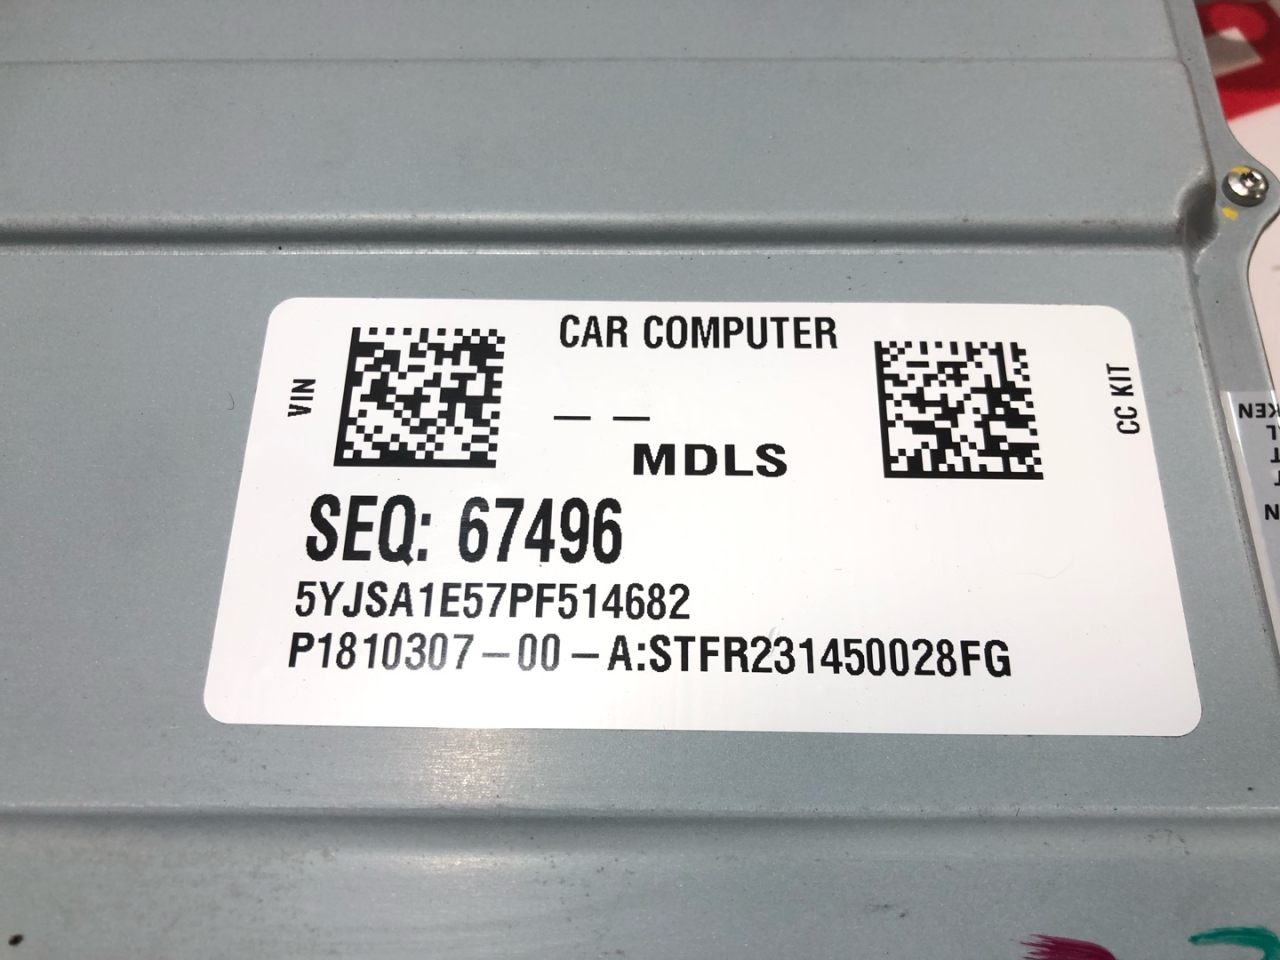 CAR COMPUTER
VIN
CC KIT
— —
MDLS
SEQ: 67496
5YJSA1E57PF514682
P1810307-00-A:STFR231450028FG